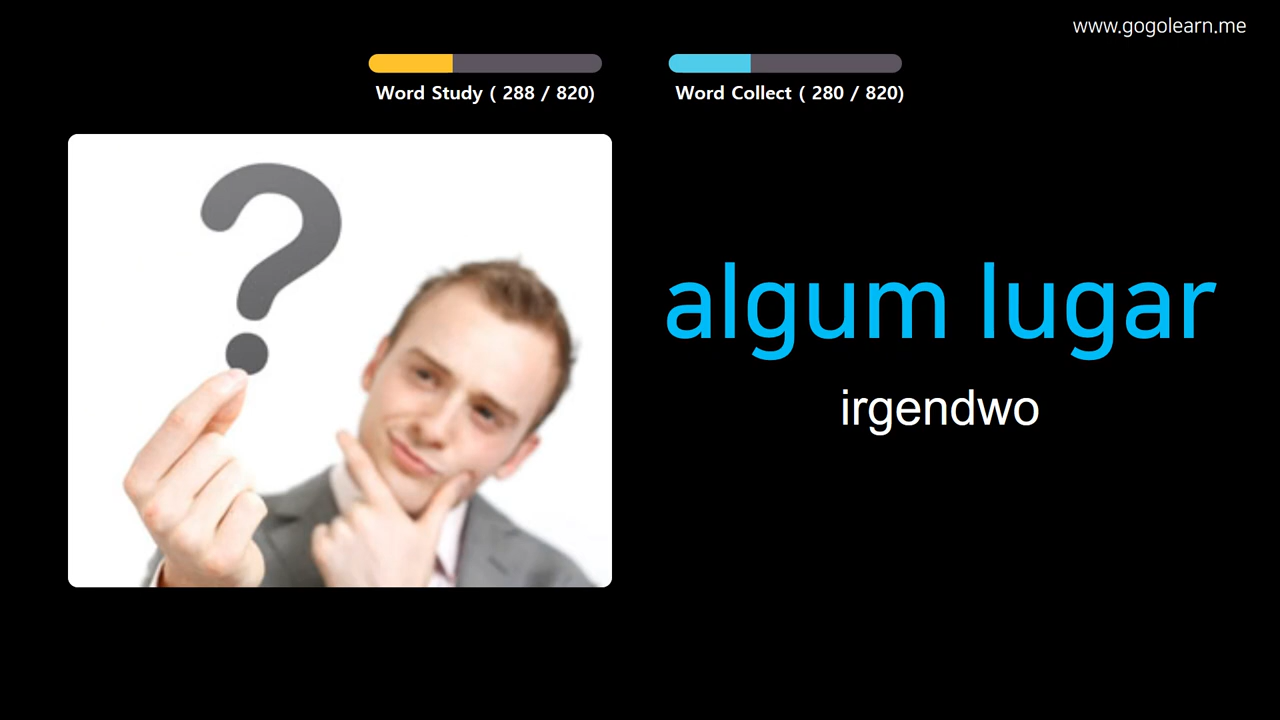 www.gogolearn.me
Word Study ( 288 / 820)
Word Collect ( 280 / 820)
?
algum lugar
irgendwo